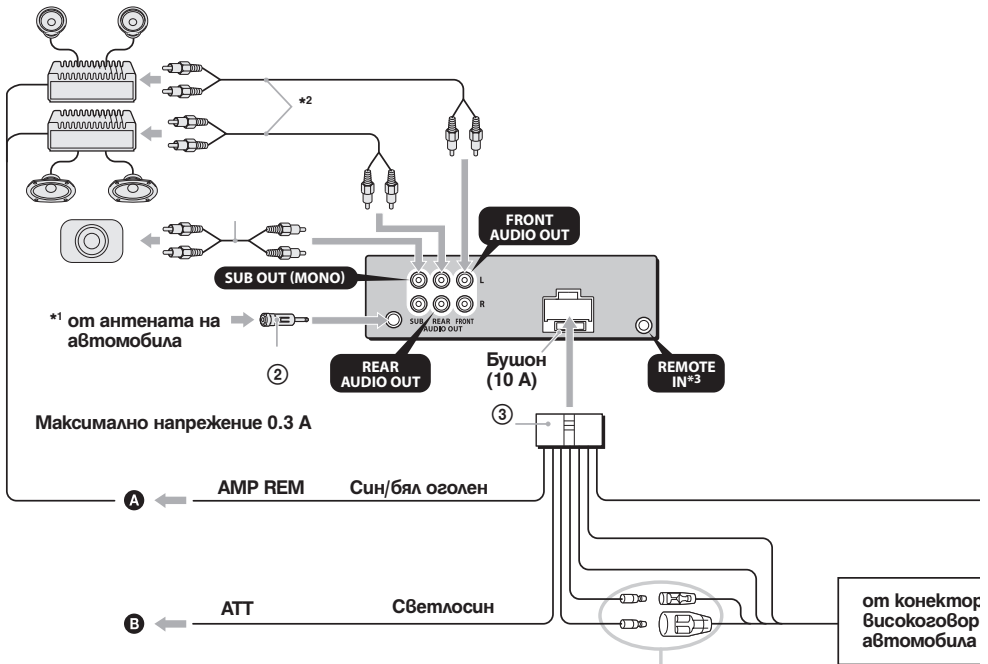 *2
FRONT
AUDIO OUT
SUB OUT (MONO)
L
R
SUB REAR FRONT
AUDIO OUT
*1 от антената на
автомобила
②
REAR
AUDIO OUT
Бушон
(10 A)
REMOTE
IN*3
③
Максимално напрежение 0.3 A
A
AMP REM
Син/бял оголен
B
ATT
Светлосин
от конектор
високоговор
автомобила